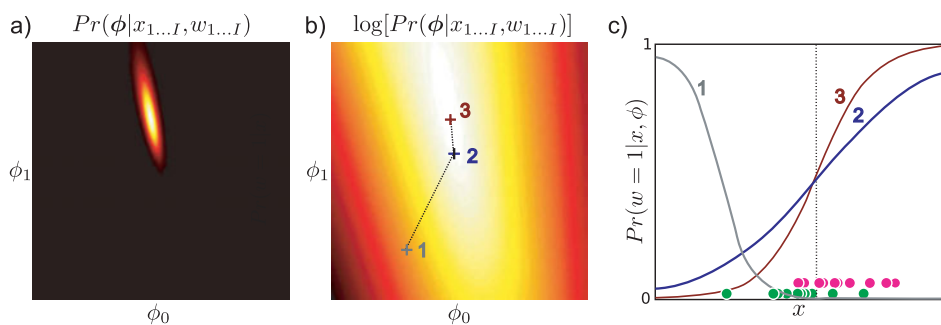 a) Pr(ϕ|x₁...I, w₁...I)
ϕ₁
ϕ₀
b) log[Pr(ϕ|x₁...I, w₁...I)]
3
2
1
ϕ₁
ϕ₀
c)
1
Pr(w = 1|x, ϕ)
0
1
3
2
x